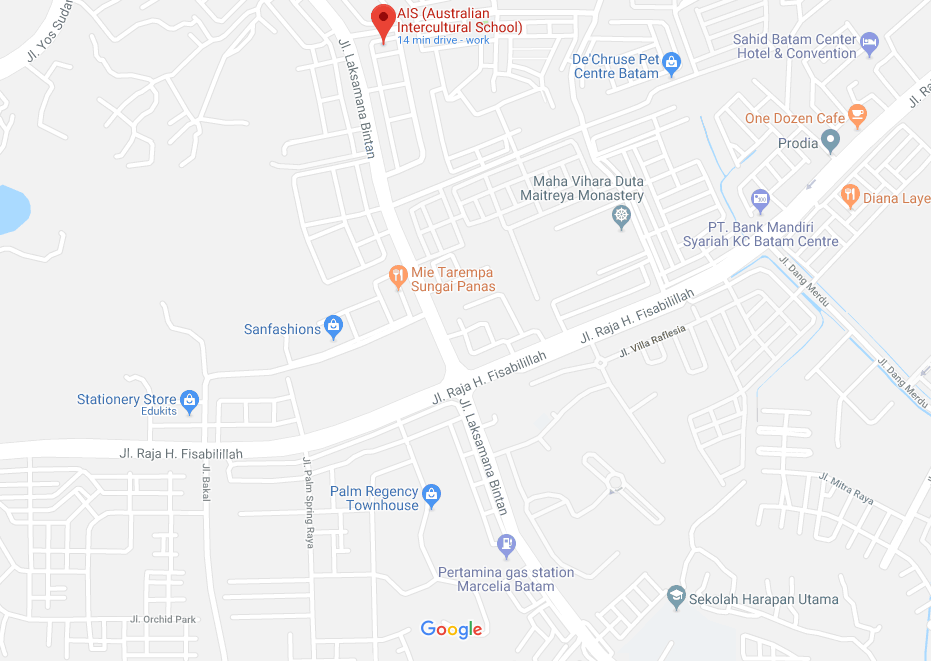 Jl. Yos Sudar
AIS (Australian
Intercultural School)
14 min drive - work
Jl. Laksamana Bintan
De'Chruse Pet
Centre Batam
Sahid Batam Center
Hotel & Convention
Jl. Ra
One Dozen Cafe
Prodia
Maha Vihara Duta
Maitreya Monastery
Diana Laye
PT. Bank Mandiri
Syariah KC Batam Centre
Jl. Dang Merdu
Mie Tarempa
Sungai Panas
Jl. Raja H. Fisabilillah
Sanfashions
Jl. Villa Raflesia
Jl. Raja H. Fisabilillah
Jl. Dang Merdu
Stationery Store
Edukits
Jl. Laksamana Bintan
Jl. Raja H. Fisabilillah
Jl. Bakal
Jl. Palm Spring Raya
Palm Regency
Townhouse
Jl. Mitra Raya
Pertamina gas station
Marcelia Batam
Sekolah Harapan Utama
Jl. Orchid Park
Google